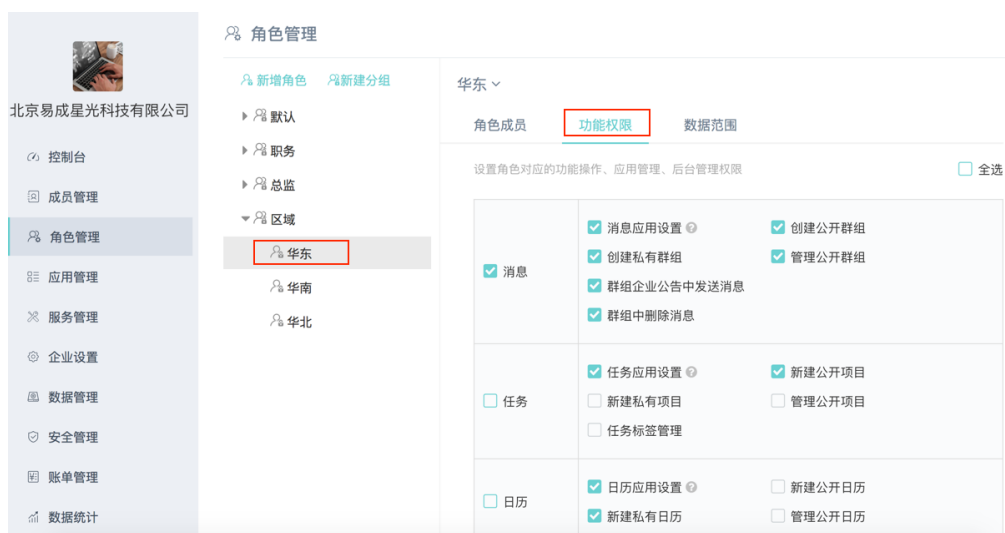 北京易成星光科技有限公司
控制台
成员管理
角色管理
应用管理
服务管理
企业设置
数据管理
安全管理
账单管理
数据统计
角色管理
新增角色 新建分组
默认
职务
总监
区域
华东
华南
华北
华东
角色成员 功能权限 数据范围
设置角色对应的功能操作、应用管理、后台管理权限 全选
消息
消息应用设置 创建公开群组
创建私有群组 管理公开群组
群组企业公告中发送消息
群组中删除消息
任务
任务应用设置 新建公开项目
新建私有项目 管理公开项目
任务标签管理
日历
日历应用设置 新建公开日历
新建私有日历 管理公开日历